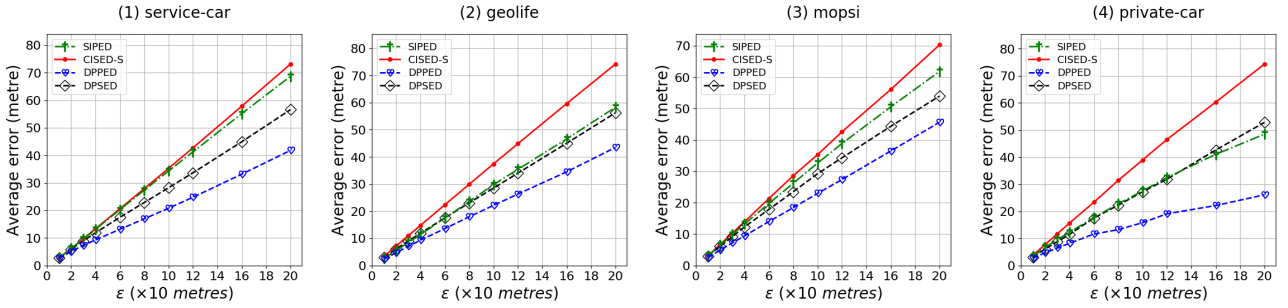 (1) service-car
Average error (metre)
80
70
60
50
40
30
20
10
0
SIPED
CISED-S
DPPED
DPSED
0 2 4 6 8 10 12 14 16 18 20
ε (×10 metres)
(2) geolife
Average error (metre)
80
70
60
50
40
30
20
10
0
SIPED
CISED-S
DPPED
DPSED
0 2 4 6 8 10 12 14 16 18 20
ε (×10 metres)
(3) mopsi
Average error (metre)
70
60
50
40
30
20
10
0
SIPED
CISED-S
DPPED
DPSED
0 2 4 6 8 10 12 14 16 18 20
ε (×10 metres)
(4) private-car
Average error (metre)
80
70
60
50
40
30
20
10
0
SIPED
CISED-S
DPPED
DPSED
0 2 4 6 8 10 12 14 16 18 20
ε (×10 metres)